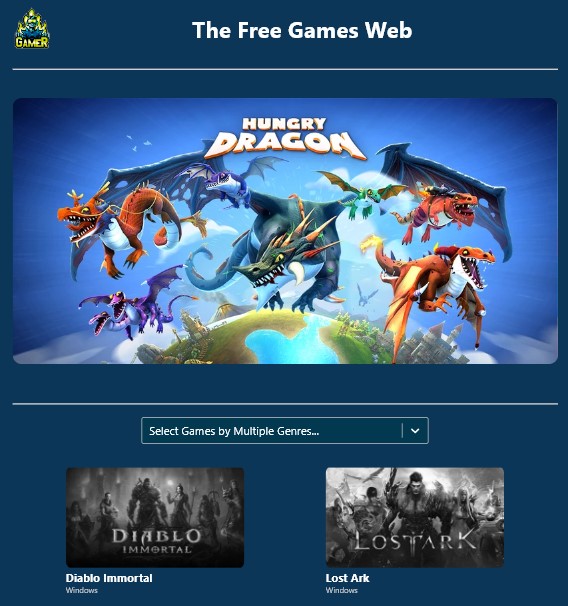 GAMER
The Free Games Web
HUNGRY
DRAGON
Select Games by Multiple Genres...
DIABLO
IMMORTAL
LOST ARK
Diablo Immortal
Lost Ark
Windows
Windows